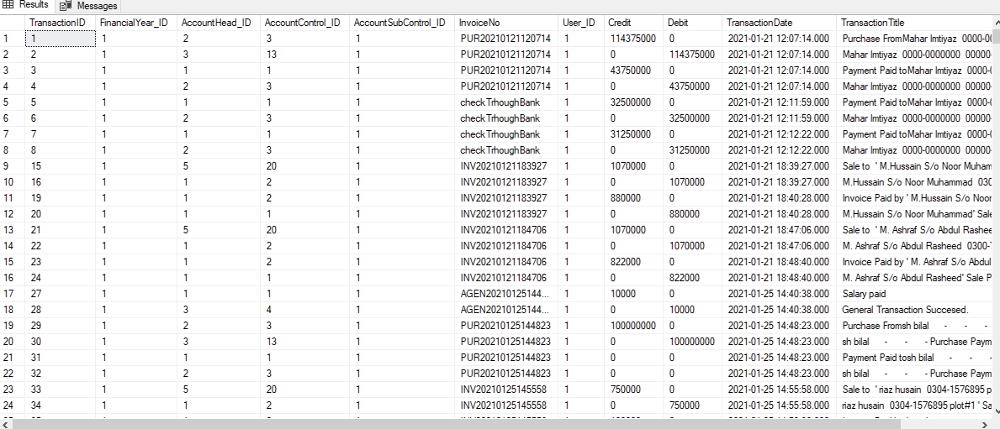 Results Messages
TransactionID FinancialYear_ID AccountHead_ID AccountControl_ID AccountSubControl_ID InvoiceNo User_ID Credit Debit TransactionDate TransactionTitle
1 1 1 2 3 1 PUR20210121120714 1 114375000 0 2021-01-21 12:07:14.000 Purchase FromMahar Imtiyaz 0000-0
2 2 1 3 13 1 PUR20210121120714 1 0 114375000 2021-01-21 12:07:14.000 Mahar Imtiyaz 0000-0000000 00000-
3 3 1 1 1 1 PUR20210121120714 1 43750000 0 2021-01-21 12:07:14.000 Payment Paid toMahar Imtiyaz 0000-
4 4 1 2 3 1 PUR20210121120714 1 0 43750000 2021-01-21 12:07:14.000 Mahar Imtiyaz 0000-0000000 00000-
5 5 1 1 1 1 checkTrhoughBank 1 32500000 0 2021-01-21 12:11:59.000 Payment Paid toMahar Imtiyaz 0000-
6 6 1 2 3 1 checkTrhoughBank 1 0 32500000 2021-01-21 12:11:59.000 Mahar Imtiyaz 0000-0000000 00000-
7 7 1 1 1 1 checkTrhoughBank 1 31250000 0 2021-01-21 12:12:22.000 Payment Paid toMahar Imtiyaz 0000-
8 8 1 2 3 1 checkTrhoughBank 1 0 31250000 2021-01-21 12:12:22.000 Mahar Imtiyaz 0000-0000000 00000-
9 15 1 5 20 1 INV20210121183927 1 1070000 0 2021-01-21 18:39:27.000 Sale to ' M.Hussain S/o Noor Muham
10 16 1 1 2 1 INV20210121183927 1 0 1070000 2021-01-21 18:39:27.000 M.Hussain S/o Noor Muhammad 030
11 19 1 1 2 1 INV20210121183927 1 880000 0 2021-01-21 18:40:28.000 Invoice Paid by ' M.Hussain S/o Noor
12 20 1 1 1 1 INV20210121183927 1 0 880000 2021-01-21 18:40:28.000 M.Hussain S/o Noor Muhammad' Sale
13 21 1 5 20 1 INV20210121184706 1 1070000 0 2021-01-21 18:47:06.000 Sale to ' M. Ashraf S/o Abdul Rashee
14 22 1 1 2 1 INV20210121184706 1 0 1070000 2021-01-21 18:47:06.000 M. Ashraf S/o Abdul Rasheed 0300-
15 23 1 1 2 1 INV20210121184706 1 822000 0 2021-01-21 18:48:40.000 Invoice Paid by ' M. Ashraf S/o Abdul
16 24 1 1 1 1 INV20210121184706 1 0 822000 2021-01-21 18:48:40.000 M. Ashraf S/o Abdul Rasheed' Sale P
17 27 1 1 1 1 AGEN20210125144... 1 10000 0 2021-01-25 14:40:38.000 Salary paid
18 28 1 3 4 1 AGEN20210125144... 1 0 10000 2021-01-25 14:40:38.000 General Transaction Succesed.
19 29 1 2 3 1 PUR20210125144823 1 100000000 0 2021-01-25 14:48:23.000 Purchase Fromsh bilal - - -
20 30 1 3 13 1 PUR20210125144823 1 0 100000000 2021-01-25 14:48:23.000 sh bilal - - - Purchase Paym
21 31 1 1 1 1 PUR20210125144823 1 0 0 2021-01-25 14:48:23.000 Payment Paid tosh bilal - - -
22 32 1 2 3 1 PUR20210125144823 1 0 0 2021-01-25 14:48:23.000 sh bilal - - - Purchase Paym
23 33 1 5 20 1 INV20210125145558 1 750000 0 2021-01-25 14:55:58.000 Sale to ' riaz husain 0304-1576895 p
24 34 1 1 2 1 INV20210125145558 1 0 750000 2021-01-25 14:55:58.000 riaz husain 0304-1576895 plot#1 ' Sa